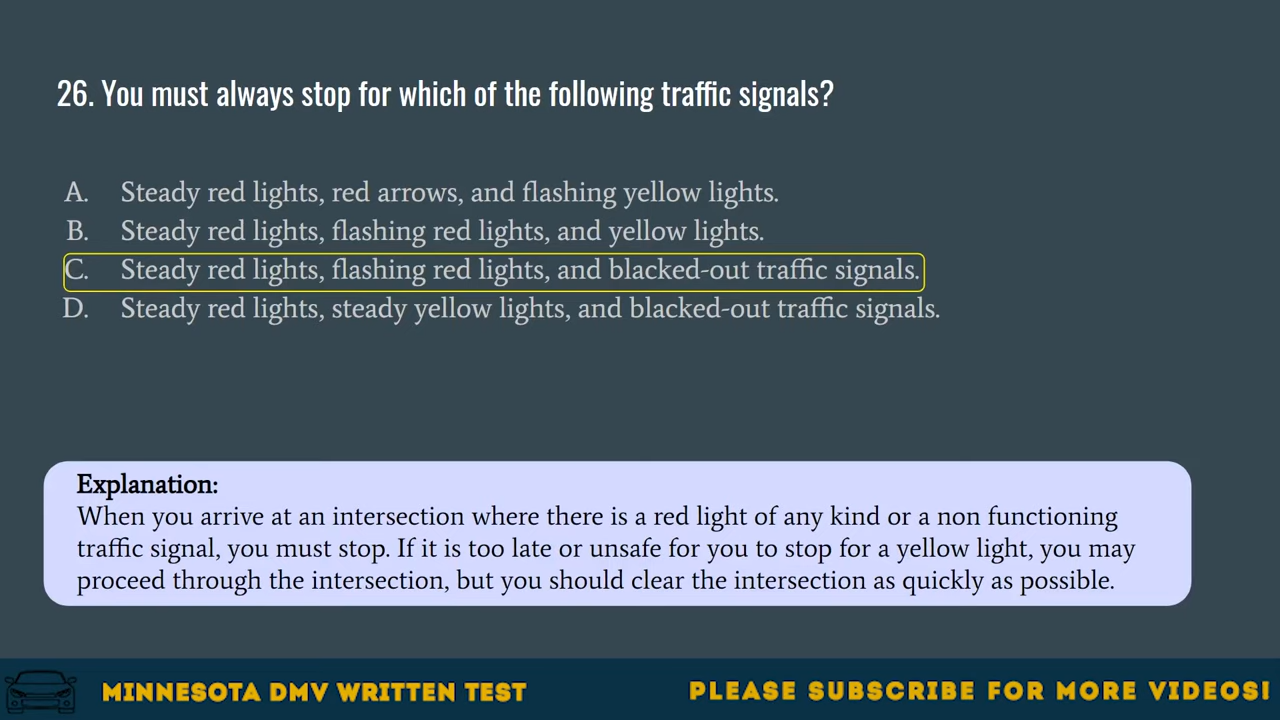 26. You must always stop for which of the following traffic signals?
A. Steady red lights, red arrows, and flashing yellow lights.
B. Steady red lights, flashing red lights, and yellow lights.
C. Steady red lights, flashing red lights, and blacked-out traffic signals.
D. Steady red lights, steady yellow lights, and blacked-out traffic signals.
Explanation:
When you arrive at an intersection where there is a red light of any kind or a non functioning
traffic signal, you must stop. If it is too late or unsafe for you to stop for a yellow light, you may
proceed through the intersection, but you should clear the intersection as quickly as possible.
MINNESOTA DMV WRITTEN TEST
PLEASE SUBSCRIBE FOR MORE VIDEOS!